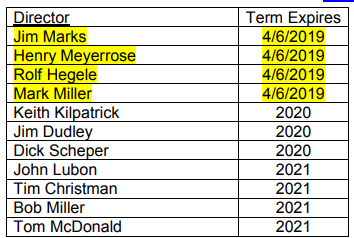 Director Term Expires
Jim Marks 4/6/2019
Henry Meyerrose 4/6/2019
Rolf Hegele 4/6/2019
Mark Miller 4/6/2019
Keith Kilpatrick 2020
Jim Dudley 2020
Dick Scheper 2020
John Lubon 2021
Tim Christman 2021
Bob Miller 2021
Tom McDonald 2021